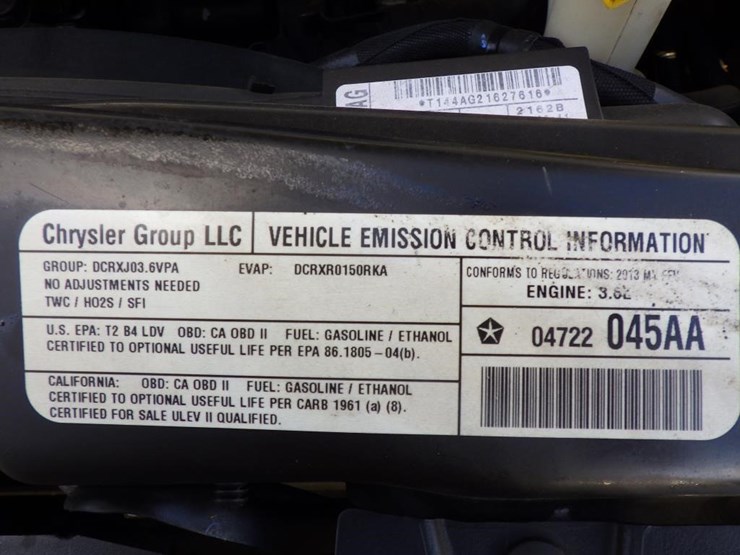 AG
*T144AG21627616*
2162B
Chrysler Group LLC
VEHICLE EMISSION CONTROL INFORMATION
GROUP: DCRXJ03.6VPA
EVAP: DCRXR0150RKA
NO ADJUSTMENTS NEEDED
TWC / HO2S / SFI
CONFORMS TO REGULATIONS: 2013 MY
ENGINE: 3.6L
U.S. EPA: T2 B4 LDV OBD: CA OBD II FUEL: GASOLINE / ETHANOL
CERTIFIED TO OPTIONAL USEFUL LIFE PER EPA 86.1805 – 04(b).
04722 045AA
CALIFORNIA: OBD: CA OBD II FUEL: GASOLINE / ETHANOL
CERTIFIED TO OPTIONAL USEFUL LIFE PER CARB 1961 (a) (8).
CERTIFIED FOR SALE ULEV II QUALIFIED.